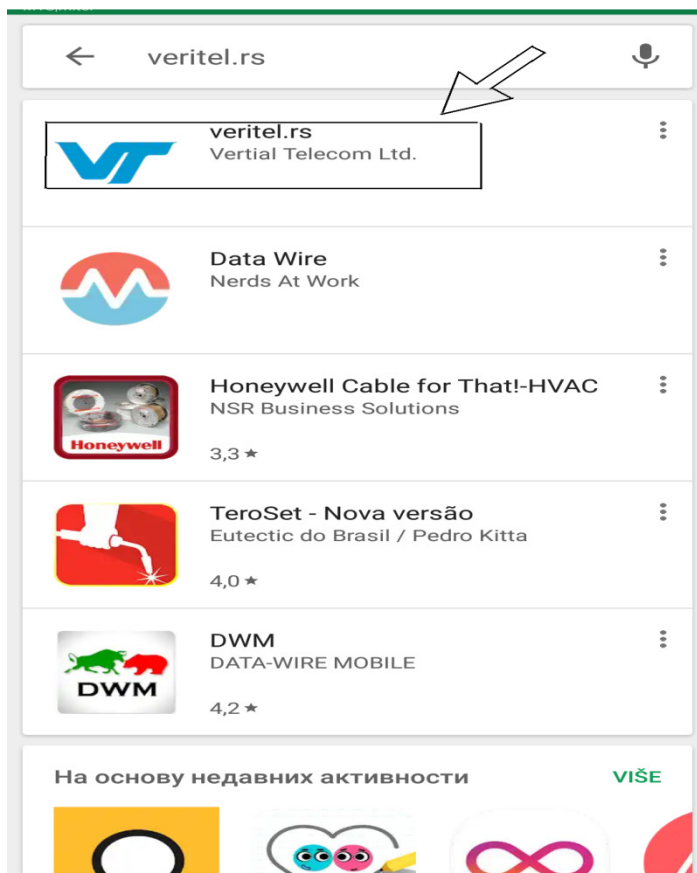 veritel.rs
veritel.rs
Vertial Telecom Ltd.
Data Wire
Nerds At Work
Honeywell Cable for That!-HVAC
NSR Business Solutions
Honeywell
3,3 ★
TeroSet - Nova versão
Eutectic do Brasil / Pedro Kitta
4,0 ★
DWM
DATA-WIRE MOBILE
DWM
4,2 ★
На основу недавних активности
VIŠE